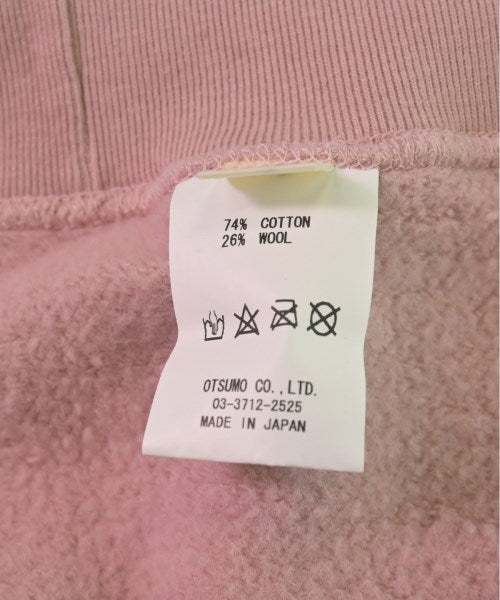 74% COTTON
26% WOOL
OTSUMO CO.,LTD.
03-3712-2525
MADE IN JAPAN